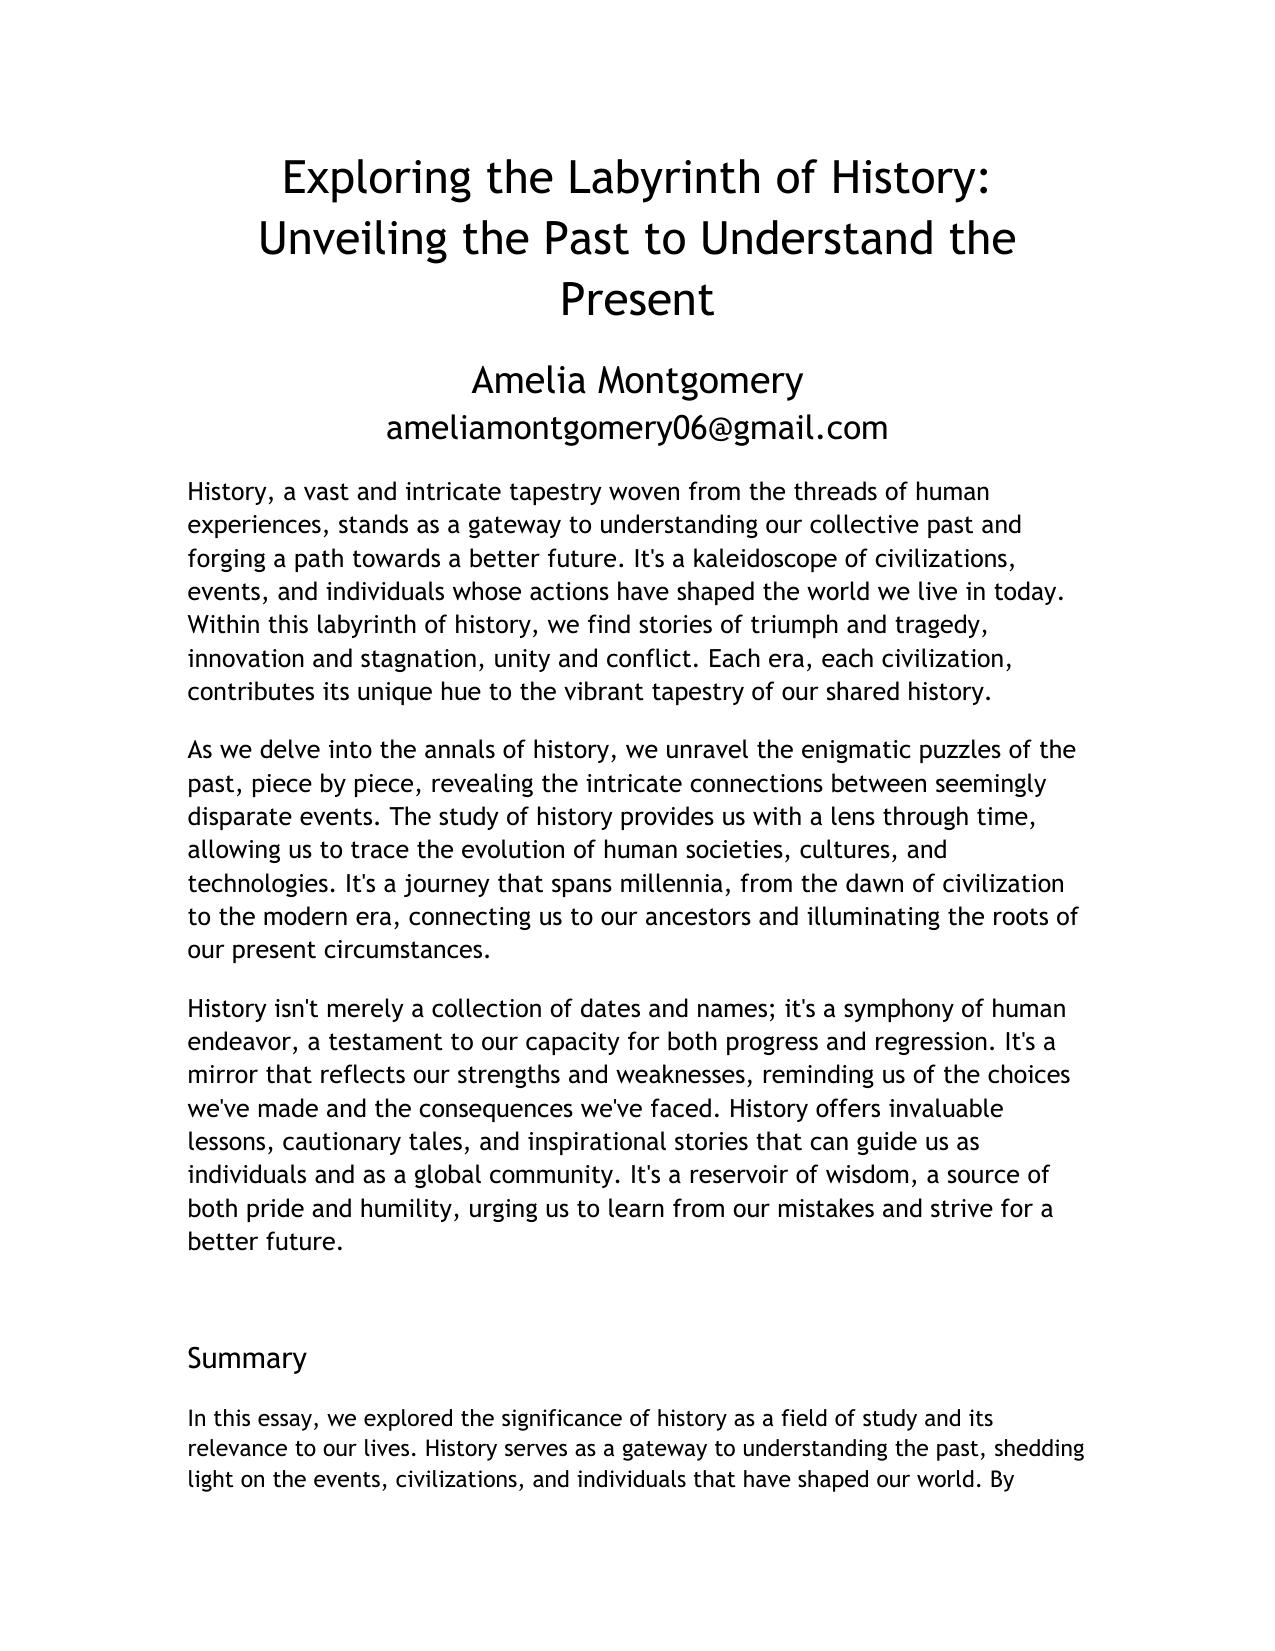 Exploring the Labyrinth of History:
Unveiling the Past to Understand the
Present
Amelia Montgomery
ameliamontgomery06@gmail.com
History, a vast and intricate tapestry woven from the threads of human
experiences, stands as a gateway to understanding our collective past and
forging a path towards a better future. It's a kaleidoscope of civilizations,
events, and individuals whose actions have shaped the world we live in today.
Within this labyrinth of history, we find stories of triumph and tragedy,
innovation and stagnation, unity and conflict. Each era, each civilization,
contributes its unique hue to the vibrant tapestry of our shared history.
As we delve into the annals of history, we unravel the enigmatic puzzles of the
past, piece by piece, revealing the intricate connections between seemingly
disparate events. The study of history provides us with a lens through time,
allowing us to trace the evolution of human societies, cultures, and
technologies. It's a journey that spans millennia, from the dawn of civilization
to the modern era, connecting us to our ancestors and illuminating the roots of
our present circumstances.
History isn't merely a collection of dates and names; it's a symphony of human
endeavor, a testament to our capacity for both progress and regression. It's a
mirror that reflects our strengths and weaknesses, reminding us of the choices
we've made and the consequences we've faced. History offers invaluable
lessons, cautionary tales, and inspirational stories that can guide us as
individuals and as a global community. It's a reservoir of wisdom, a source of
both pride and humility, urging us to learn from our mistakes and strive for a
better future.
Summary
In this essay, we explored the significance of history as a field of study and its
relevance to our lives. History serves as a gateway to understanding the past, shedding
light on the events, civilizations, and individuals that have shaped our world. By